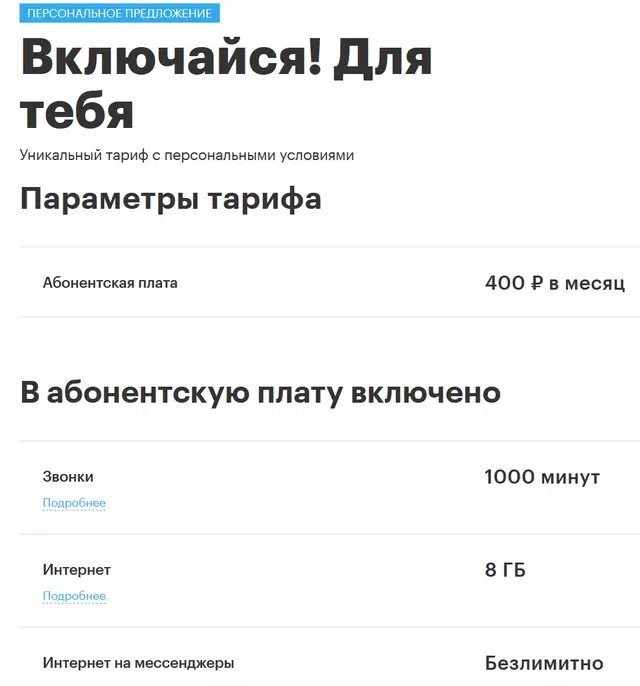 ПЕРСОНАЛЬНОЕ ПРЕДЛОЖЕНИЕ
Включайся! Для
тебя
Уникальный тариф с персональными условиями
Параметры тарифа
Абонентская плата 400 ₽ в месяц
В абонентскую плату включено
Звонки 1000 минут
Подробнее
Интернет 8 ГБ
Подробнее
Интернет на мессенджеры Безлимитно